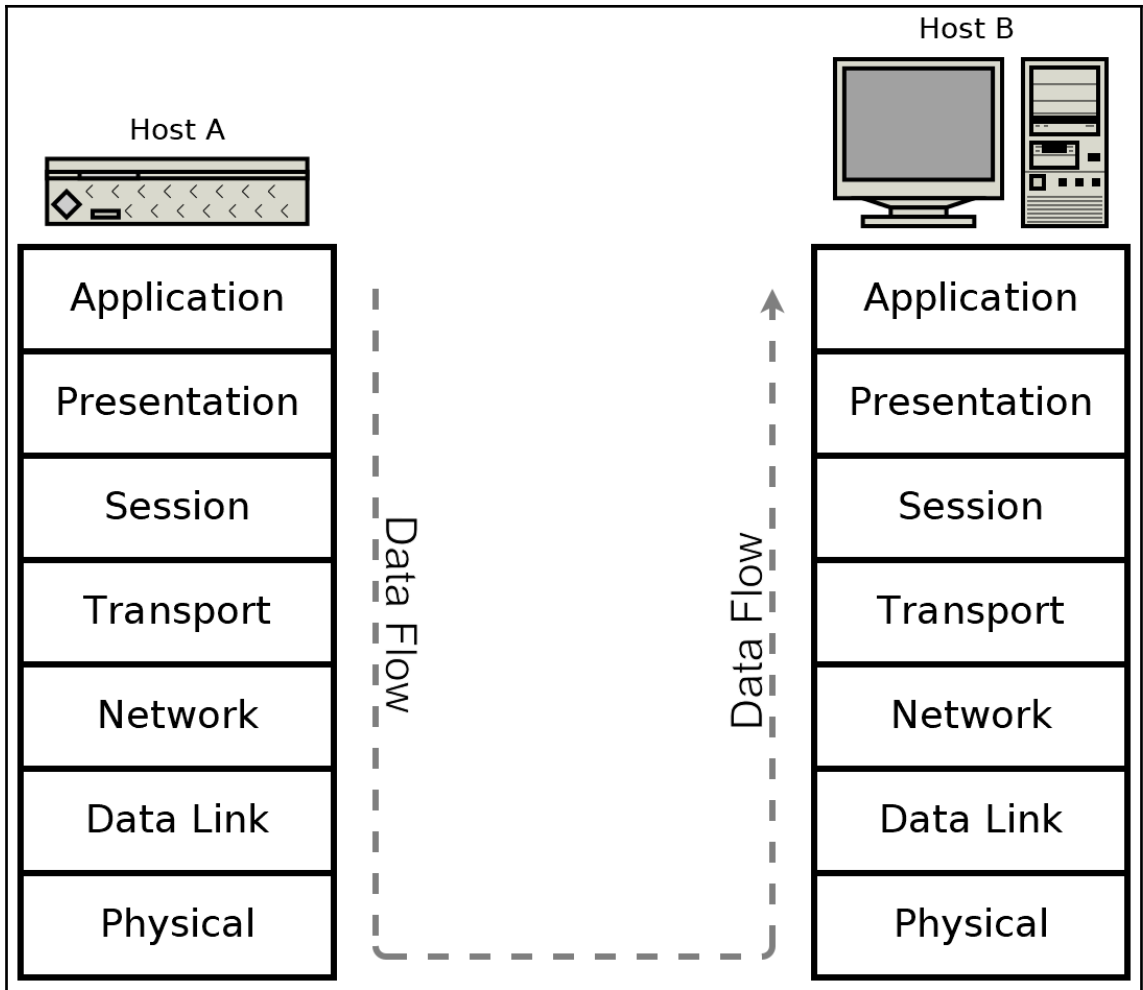 Host B
Host A
Application
Presentation
Session
Transport
Network
Data Link
Physical
Data Flow
Data Flow
Application
Presentation
Session
Transport
Network
Data Link
Physical